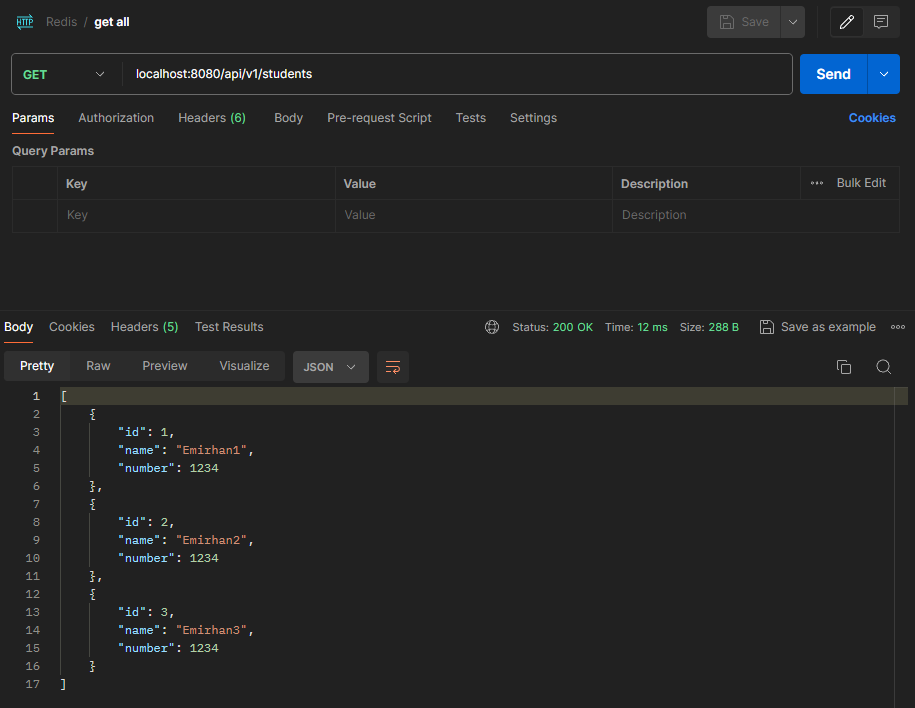 HTTP Redis / get all Save
GET localhost:8080/api/v1/students Send
Params Authorization Headers (6) Body Pre-request Script Tests Settings Cookies
Query Params
Key Value Description Bulk Edit
Key Value Description
Body Cookies Headers (5) Test Results Status: 200 OK Time: 12 ms Size: 288 B Save as example
Pretty Raw Preview Visualize JSON
1 [
2 {
3 "id": 1,
4 "name": "Emirhan1",
5 "number": 1234
6 },
7 {
8 "id": 2,
9 "name": "Emirhan2",
10 "number": 1234
11 },
12 {
13 "id": 3,
14 "name": "Emirhan3",
15 "number": 1234
16 }
17 ]